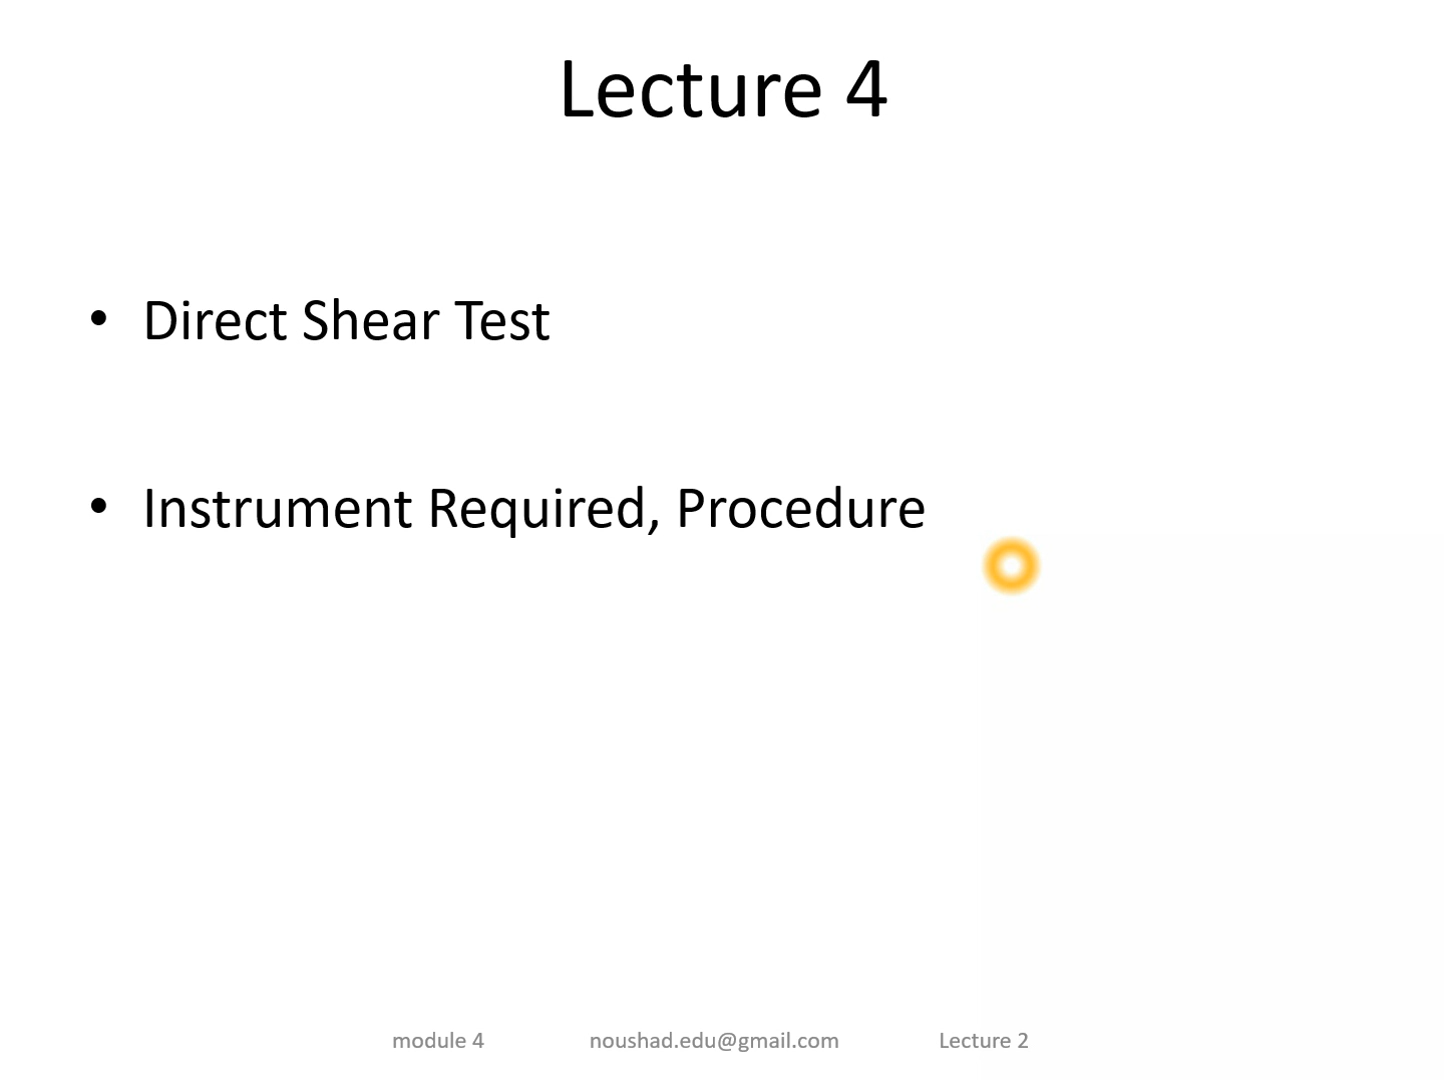 Lecture 4
• Direct Shear Test
• Instrument Required, Procedure
module 4 noushad.edu@gmail.com Lecture 2